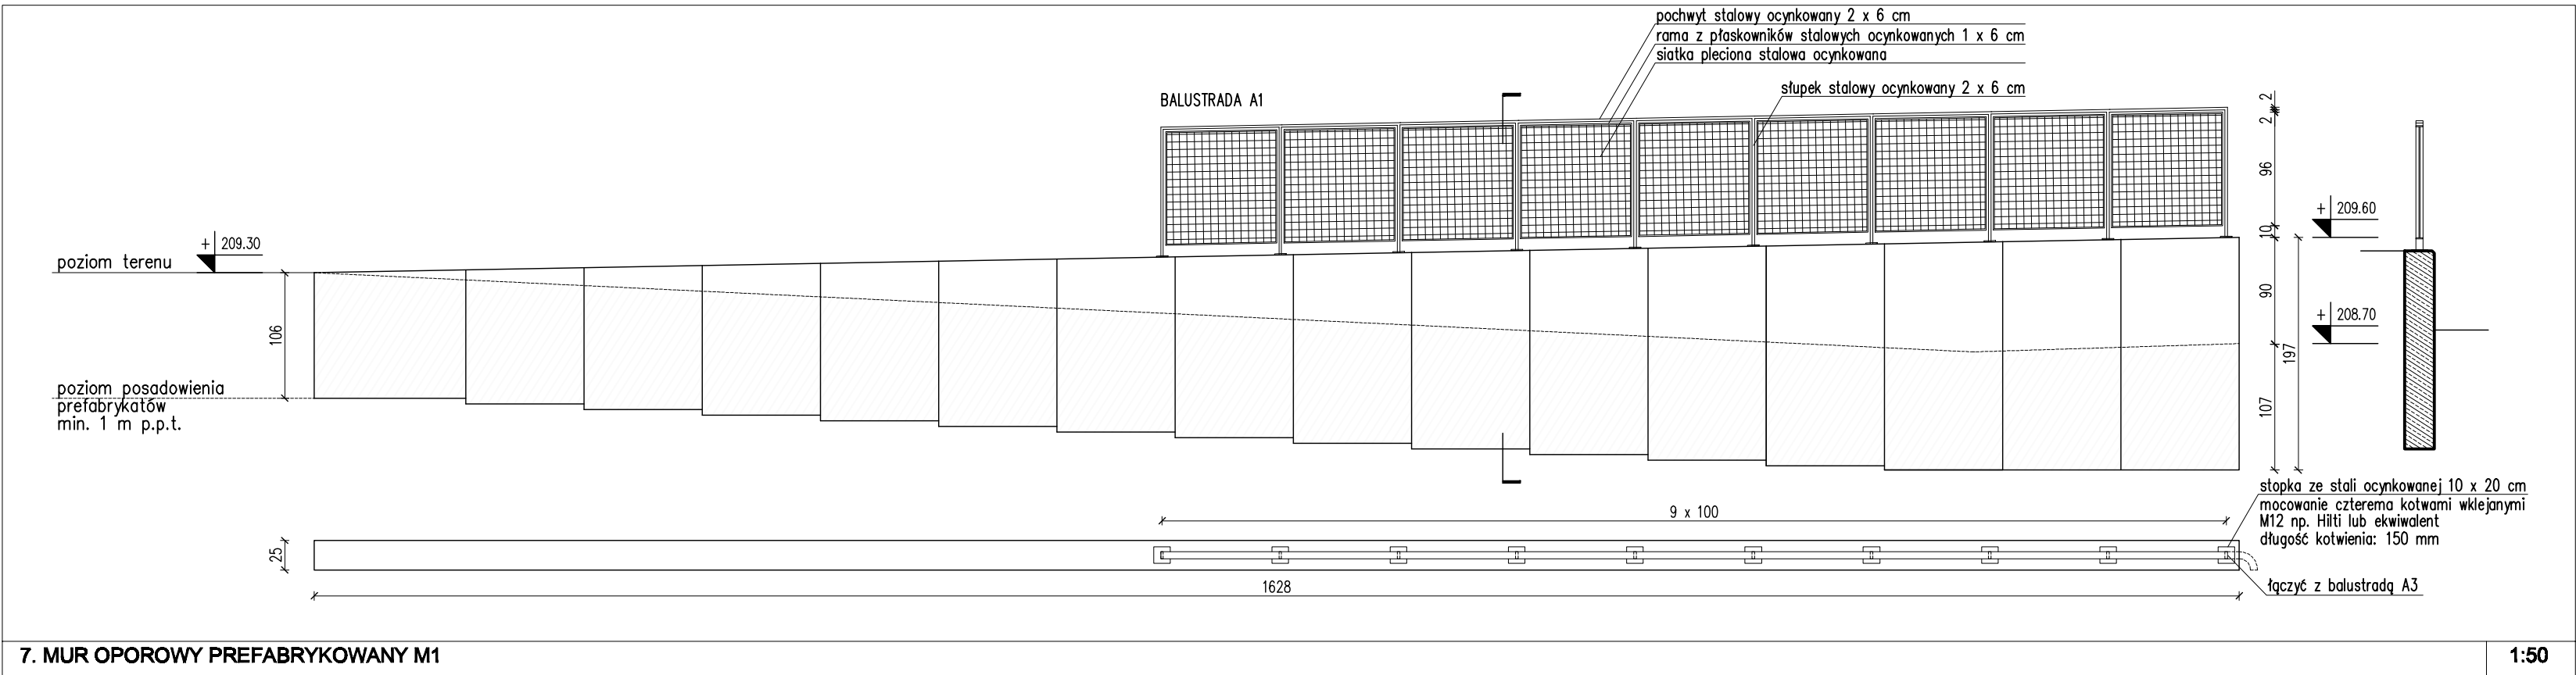 pochwyt stalowy ocynkowany 2 x 6 cm
rama z płaskowników stalowych ocynkowanych 1 x 6 cm
siatka pleciona stalowa ocynkowana
słupek stalowy ocynkowany 2 x 6 cm
BALUSTRADA A1
2
2
96
10
90
107
197
+ 209.60
+ 208.70
+ 209.30
poziom terenu
106
poziom posadowienia
prefabrykatów
min. 1 m p.p.t.
9 x 100
stopka ze stali ocynkowanej 10 x 20 cm
mocowanie czterema kotwami wklejanymi
M12 np. Hilti lub ekwiwalent
długość kotwienia: 150 mm
25
1628
łączyć z balustradą A3
7. MUR OPOROWY PREFABRYKOWANY M1
1:50